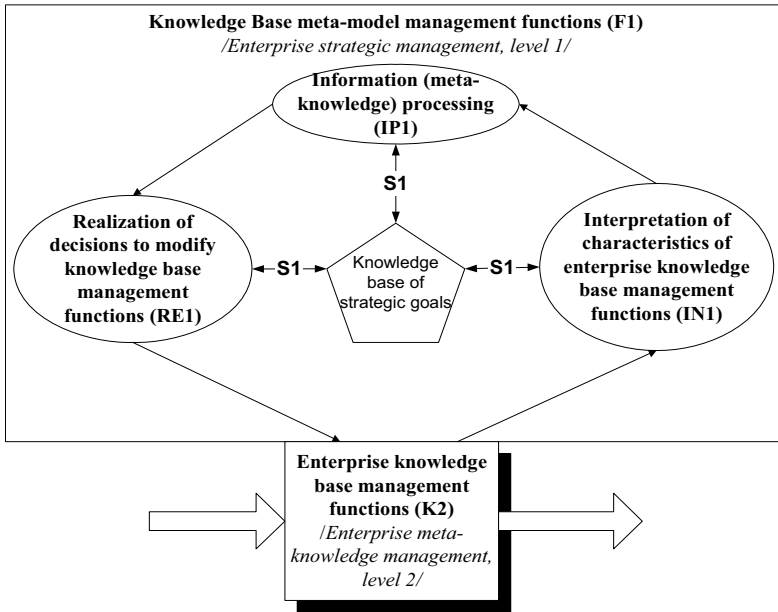 Knowledge Base meta-model management functions (F1)
/Enterprise strategic management, level 1/
Information (meta-
knowledge) processing
(IP1)
S1
Realization of
decisions to modify
knowledge base
management
functions (RE1)
S1
Knowledge
base of
strategic goals
S1
Interpretation of
characteristics of
enterprise knowledge
base management
functions (IN1)
Enterprise knowledge
base management
functions (K2)
/Enterprise meta-
knowledge management,
level 2/